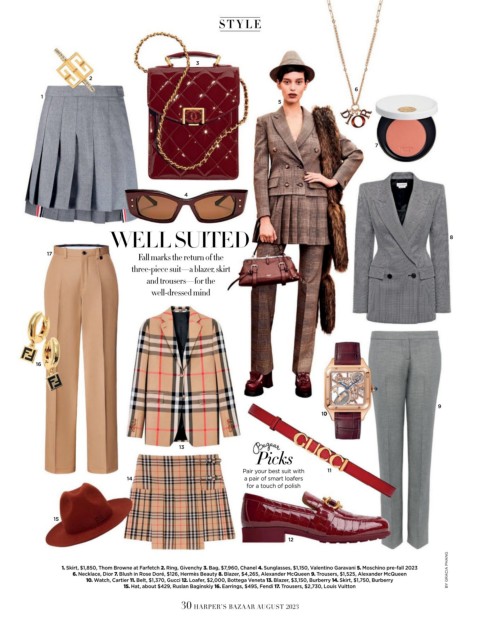 STYLE
WELL SUITED
Fall marks the return of the
three-piece suit—a blazer, skirt
and trousers—for the
well-dressed mind
1
2
3
4
5
6
7
8
9
10
11
12
13
14
15
16
17
GUCCI
Bazaar
Picks
Pair your best suit with
a pair of smart loafers
for a touch of polish
1. Skirt, $1,850, Thom Browne at Farfetch 2. Ring, Givenchy 3. Bag, $7,960, Chanel 4. Sunglasses, $1,150, Valentino Garavani 5. Moschino pre-fall 2023
6. Necklace, Dior 7. Blush in Rose Doré, $126, Hermès Beauty 8. Blazer, $4,265, Alexander McQueen 9. Trousers, $1,525, Alexander McQueen
10. Watch, Cartier 11. Belt, $1,370, Gucci 12. Loafer, $2,000, Bottega Veneta 13. Blazer, $3,150, Burberry 14. Skirt, $1,750, Burberry
15. Hat, about $429, Ruslan Baginskiy 16. Earrings, $495, Fendi 17. Trousers, $2,730, Louis Vuitton
30 HARPER'S BAZAAR AUGUST 2023